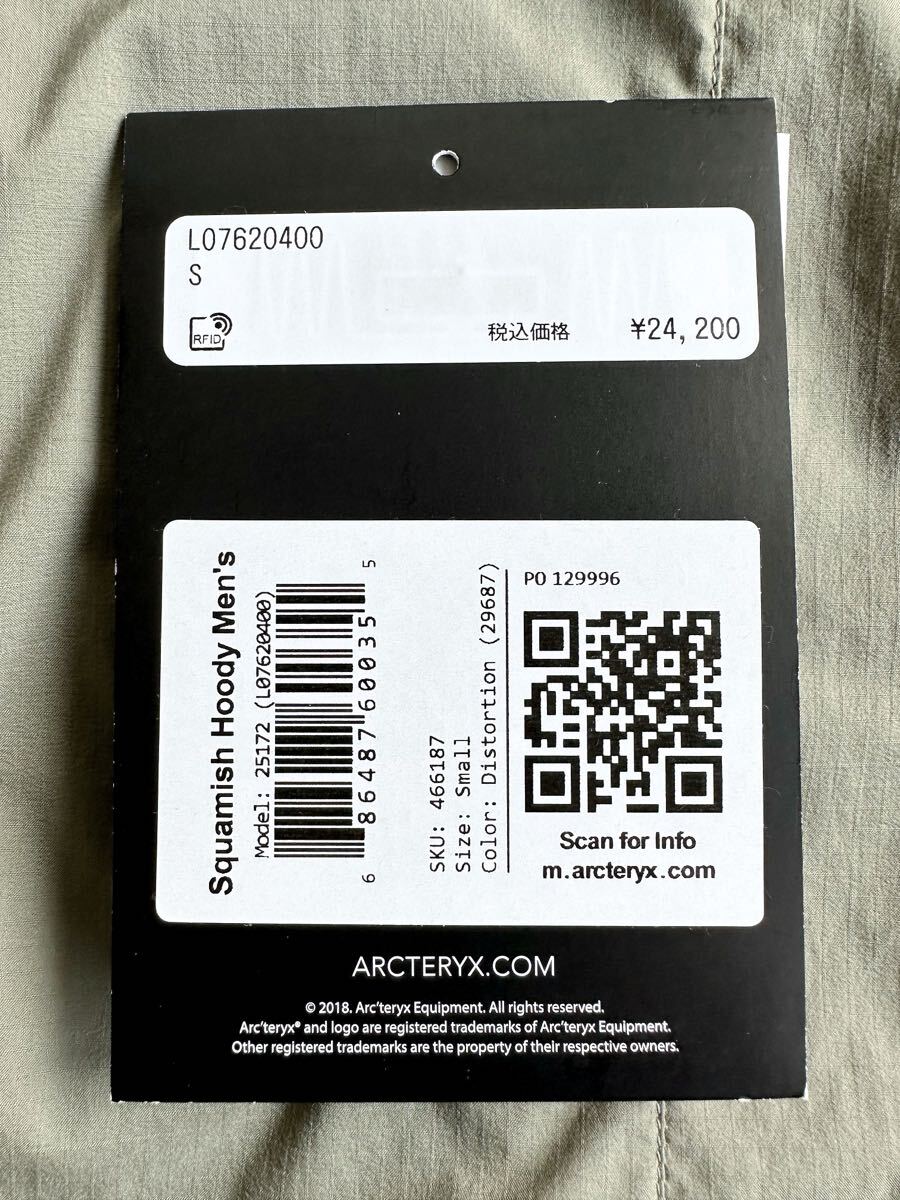 L07620400
S
RFID
税込価格 ¥24,200
Squamish Hoody Men's
Model: 25172 (L07620400)
6 86487 60035 5
SKU: 466187
Size: Small
Color: Distortion (29687)
PO 129996
Scan for Info
m.arcteryx.com
ARCTERYX.COM
© 2018. Arc'teryx Equipment. All rights reserved.
Arc'teryx® and logo are registered trademarks of Arc'teryx Equipment.
Other registered trademarks are the property of their respective owners.